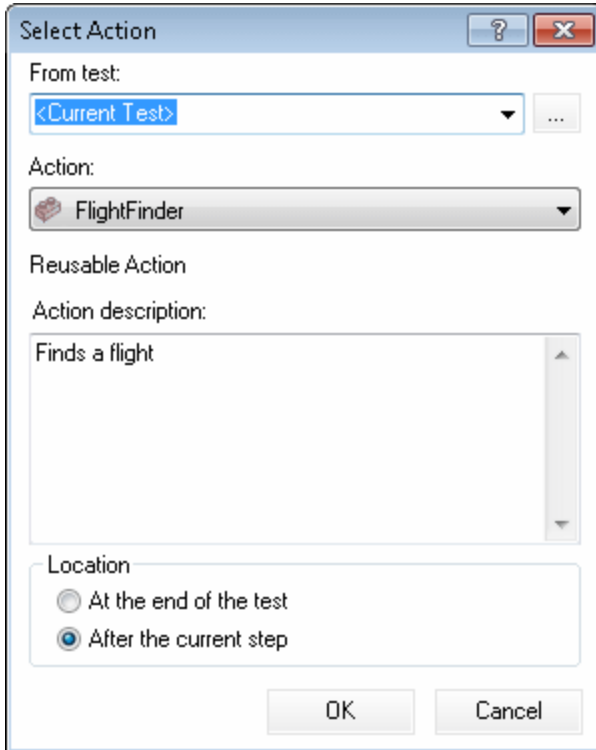 Select Action
From test:
<Current Test>
...
Action:
FlightFinder
Reusable Action
Action description:
Finds a flight
Location
At the end of the test
After the current step
OK Cancel